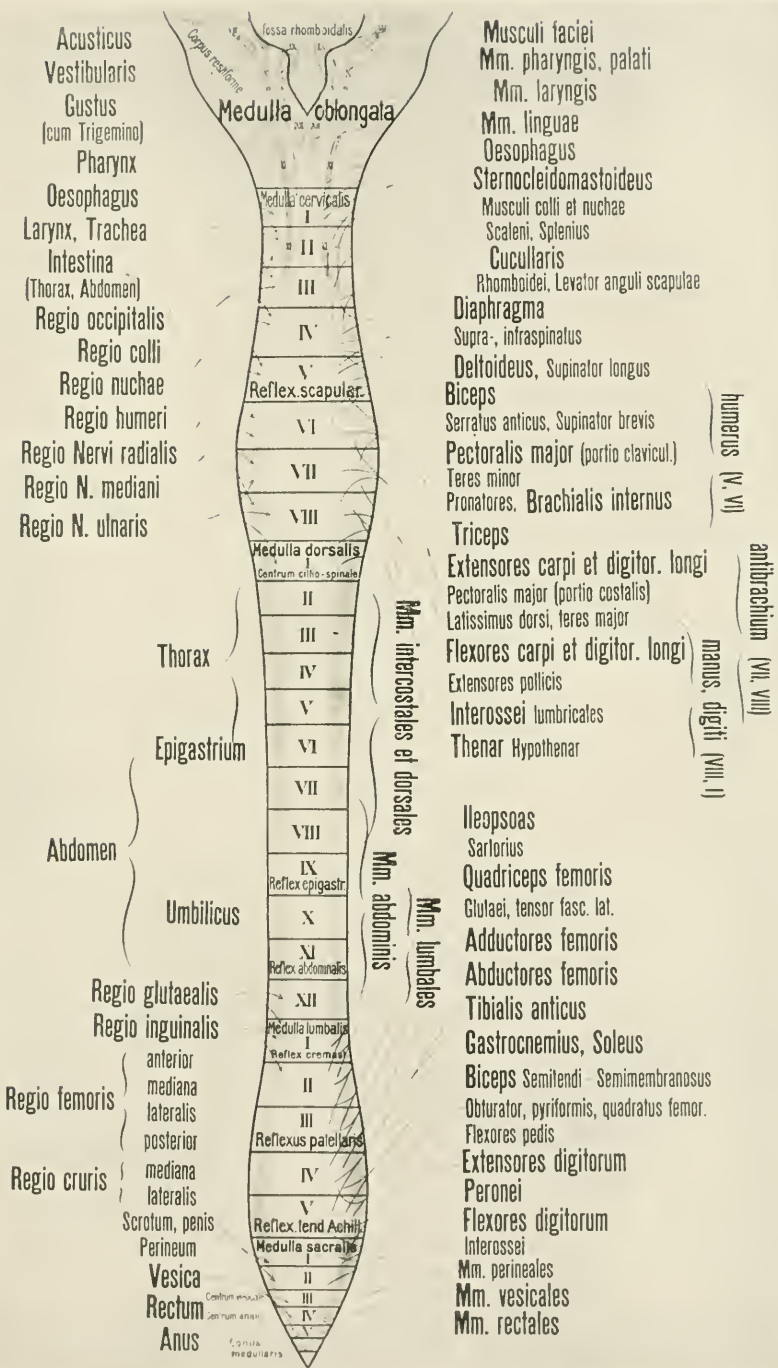 Acusticus
Vestibularis
Gustus
(cum Trigemino)
Pharynx
Oesophagus
Larynx, Trachea
Intestina
(Thorax, Abdomen)
Regio occipitalis
Regio colli
Regio nuchae
Regio humeri
Regio Nervi radialis
Regio N. mediani
Regio N. ulnaris
Thorax
Epigastrium
Abdomen
Umbilicus
Regio glutaealis
Regio inguinalis
Regio femoris
anterior
mediana
lateralis
posterior
Regio cruris
mediana
lateralis
Scrotum, penis
Perineum
Vesica
Rectum
Anus
fossa rhomboidalis
Corpus restiforme
Medulla oblongata
Medulla cervicalis
I
II
III
IV
V
Reflex. scapular.
VI
VII
VIII
Medulla dorsalis
I
Centrum cilio-spinale
II
III
IV
V
VI
VII
VIII
IX
Reflex epigastr.
X
XI
Reflex abdominalis
XII
Medulla lumbalis
I
Reflex cremast
II
III
Reflexus patellaris
IV
V
Reflex. tend Achill.
Medulla sacralis
I
II
III
IV
V
Centrum
Centrum
medullaris
Mm. intercostales et dorsales
Mm. abdominis
Mm. lumbales
Musculi faciei
Mm. pharyngis, palati
Mm. laryngis
Mm. linguae
Oesophagus
Sternocleidomastoideus
Musculi colli et nuchae
Scaleni, Splenius
Cucullaris
Rhomboidei, Levator anguli scapulae
Diaphragma
Supra-, infraspinatus
Deltoideus, Supinator longus
Biceps
Serratus anticus, Supinator brevis
Pectoralis major (portio clavicul.)
Teres minor
Pronatores, Brachialis internus
Triceps
Extensores carpi et digitor. longi
Pectoralis major (portio costalis)
Latissimus dorsi, teres major
Flexores carpi et digitor. longi
Extensores pollicis
Interossei lumbricales
Thenar Hypothenar
humerus (V. VII)
antibrachium (VII, VIII)
manus, digiti (VIII, I)
Ileopsoas
Sartorius
Quadriceps femoris
Glutaei, tensor fasc. lat.
Adductores femoris
Abductores femoris
Tibialis anticus
Gastrocnemius, Soleus
Biceps Semitendi - Semimembranosus
Obturator, pyriformis, quadratus femor.
Flexores pedis
Extensores digitorum
Peronei
Flexores digitorum
Interossei
Mm. perineales
Mm. vesicales
Mm. rectales